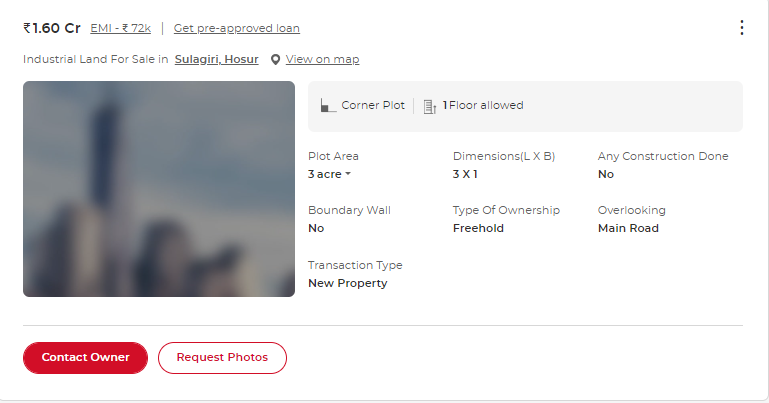 ₹1.60 Cr EMI - ₹ 72k | Get pre-approved loan
Industrial Land For Sale in Sulagiri, Hosur View on map
Corner Plot 1 Floor allowed
Plot Area Dimensions(L X B) Any Construction Done
3 acre 3 X 1 No
Boundary Wall Type Of Ownership Overlooking
No Freehold Main Road
Transaction Type
New Property
Contact Owner Request Photos